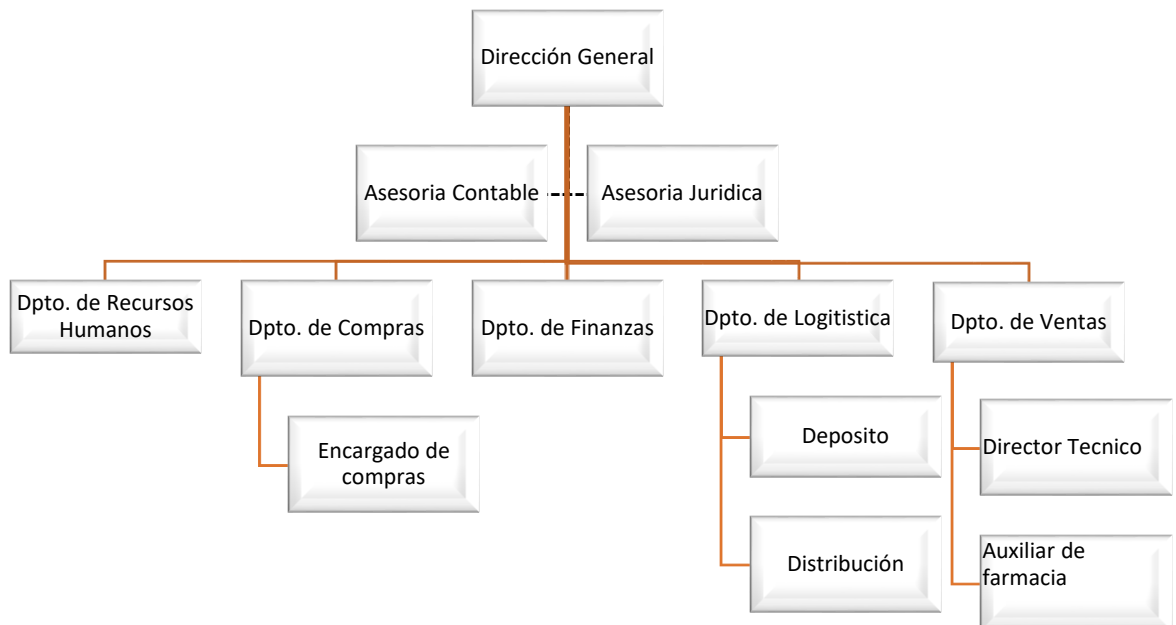 Dirección General
Asesoria Contable
Asesoria Juridica
Dpto. de Recursos
Humanos
Dpto. de Compras
Dpto. de Finanzas
Dpto. de Logitistica
Dpto. de Ventas
Encargado de
compras
Deposito
Distribución
Director Tecnico
Auxiliar de
farmacia